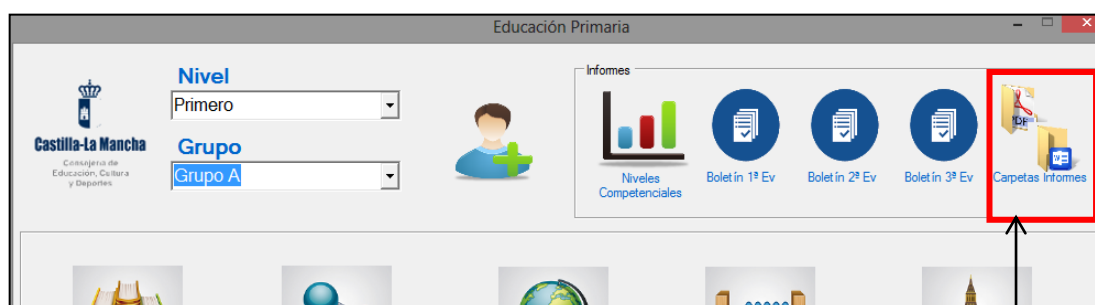 Educación Primaria
Castilla-La Mancha
Consejería de
Educación, Cultura
y Deportes
Nivel
Primero
Grupo
Grupo A
Informes
Niveles
Competenciales
Boletín 1ª Ev
Boletín 2ª Ev
Boletín 3ª Ev
PDF
Carpetas Informes